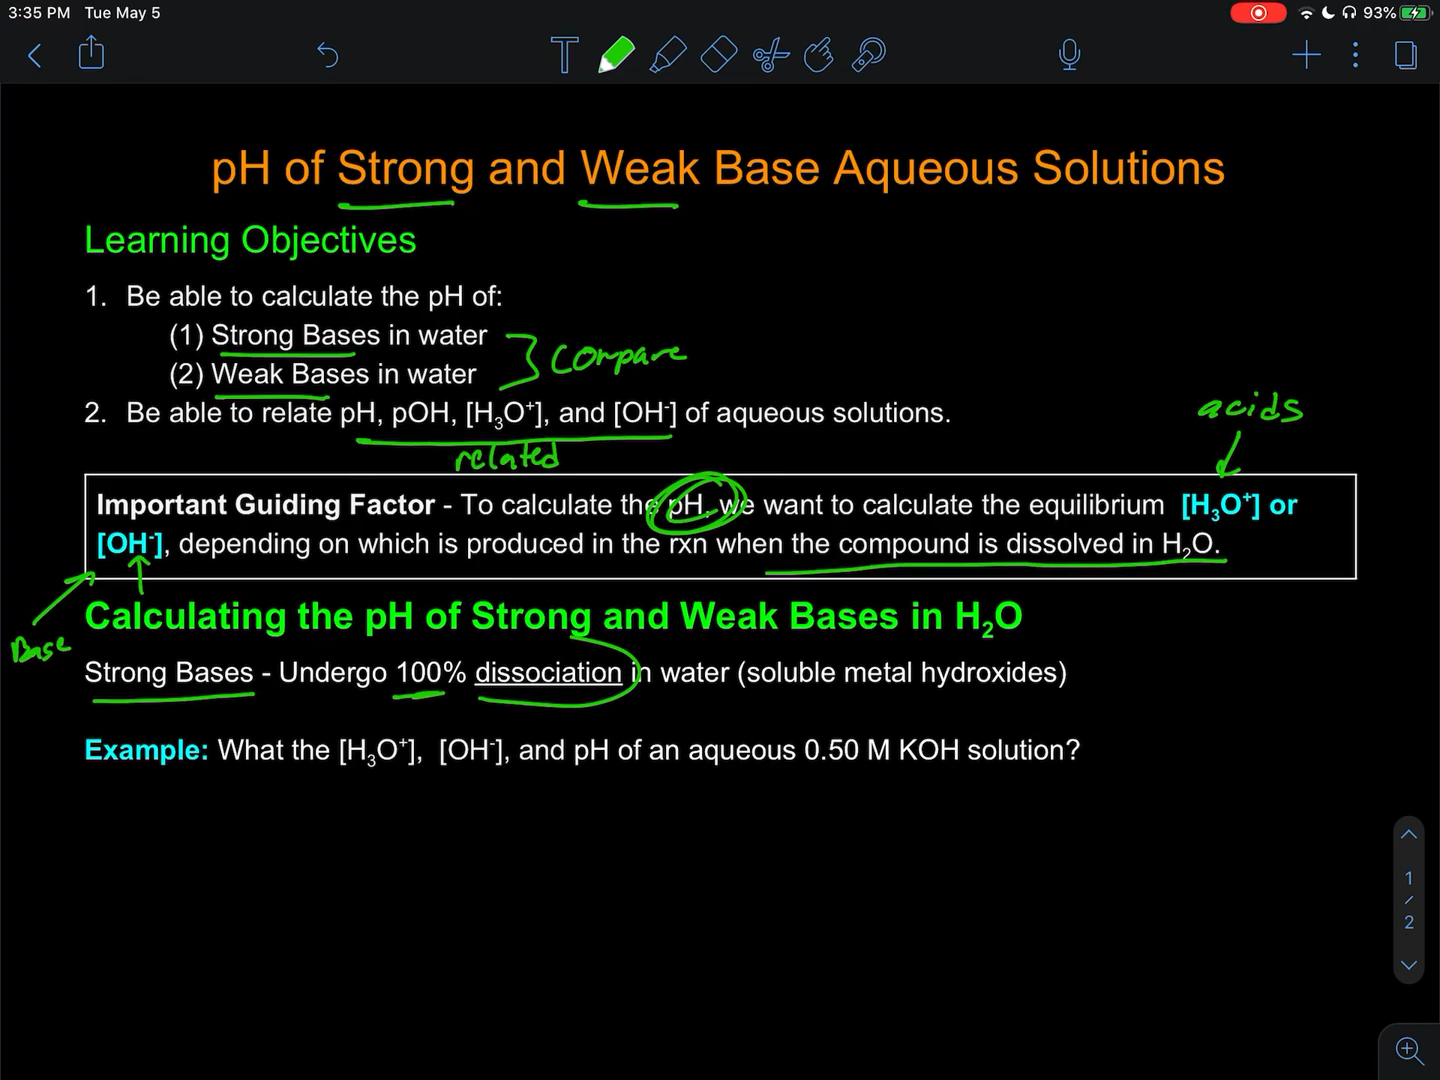 3:35 PM Tue May 5
93%
T
pH of Strong and Weak Base Aqueous Solutions
Learning Objectives
1. Be able to calculate the pH of:
(1) Strong Bases in water
(2) Weak Bases in water
compare
2. Be able to relate pH, pOH, [H₃O⁺], and [OH⁻] of aqueous solutions.
acids
related
Important Guiding Factor - To calculate the pH, we want to calculate the equilibrium [H₃O⁺] or
[OH⁻], depending on which is produced in the rxn when the compound is dissolved in H₂O.
Base
Calculating the pH of Strong and Weak Bases in H₂O
Strong Bases - Undergo 100% dissociation in water (soluble metal hydroxides)
Example: What the [H₃O⁺], [OH⁻], and pH of an aqueous 0.50 M KOH solution?
1
/
2